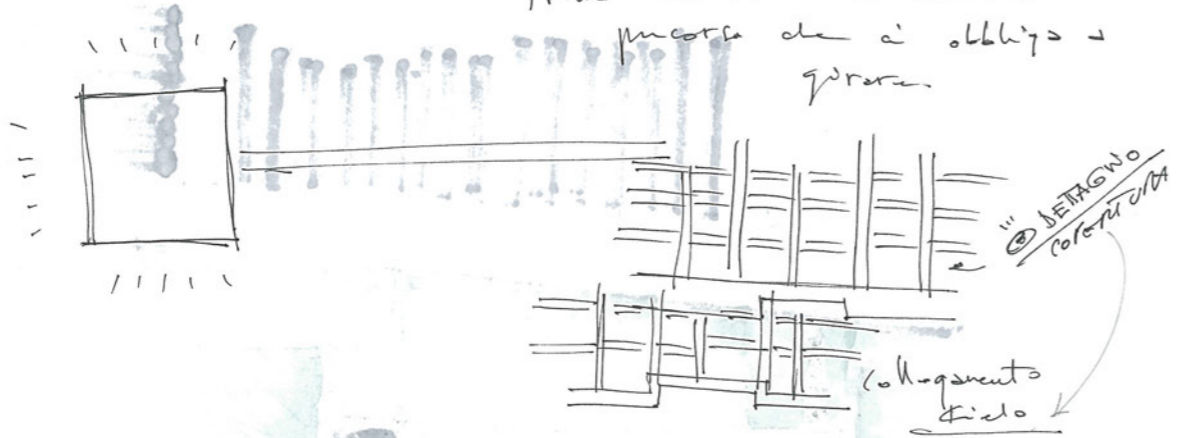 percorso che ci obbliga a
girare
DETTAGLIO
COPERTURA
collegamento
cielo